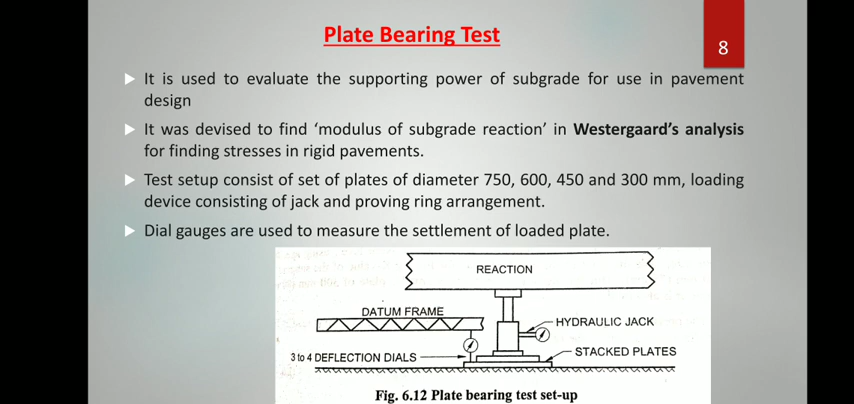 Plate Bearing Test
8
It is used to evaluate the supporting power of subgrade for use in pavement
design
It was devised to find ‘modulus of subgrade reaction’ in Westergaard’s analysis
for finding stresses in rigid pavements.
Test setup consist of set of plates of diameter 750, 600, 450 and 300 mm, loading
device consisting of jack and proving ring arrangement.
Dial gauges are used to measure the settlement of loaded plate.
REACTION
DATUM FRAME
HYDRAULIC JACK
STACKED PLATES
3 to 4 DEFLECTION DIALS
Fig. 6.12 Plate bearing test set-up